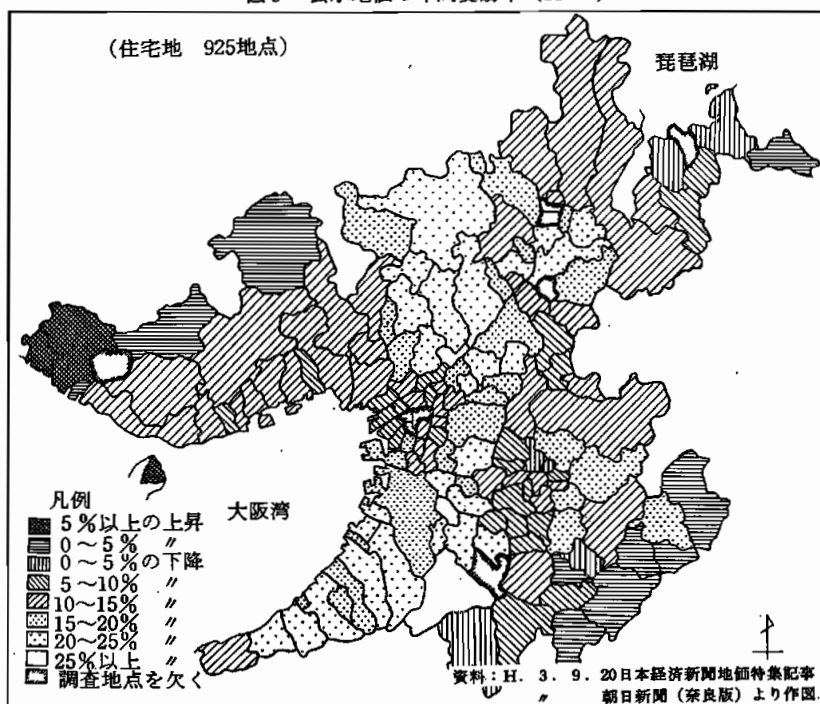 (住宅地 925地点)
琵琶湖
大阪湾
凡例
5%以上の上昇
0~5% 〃
0~5%の下降
5~10% 〃
10~15% 〃
15~20% 〃
20~25% 〃
25%以上 〃
調査地点を欠く
資料:H. 3. 9. 20日本経済新聞地価特集記事
〃 朝日新聞(奈良版)より作図.